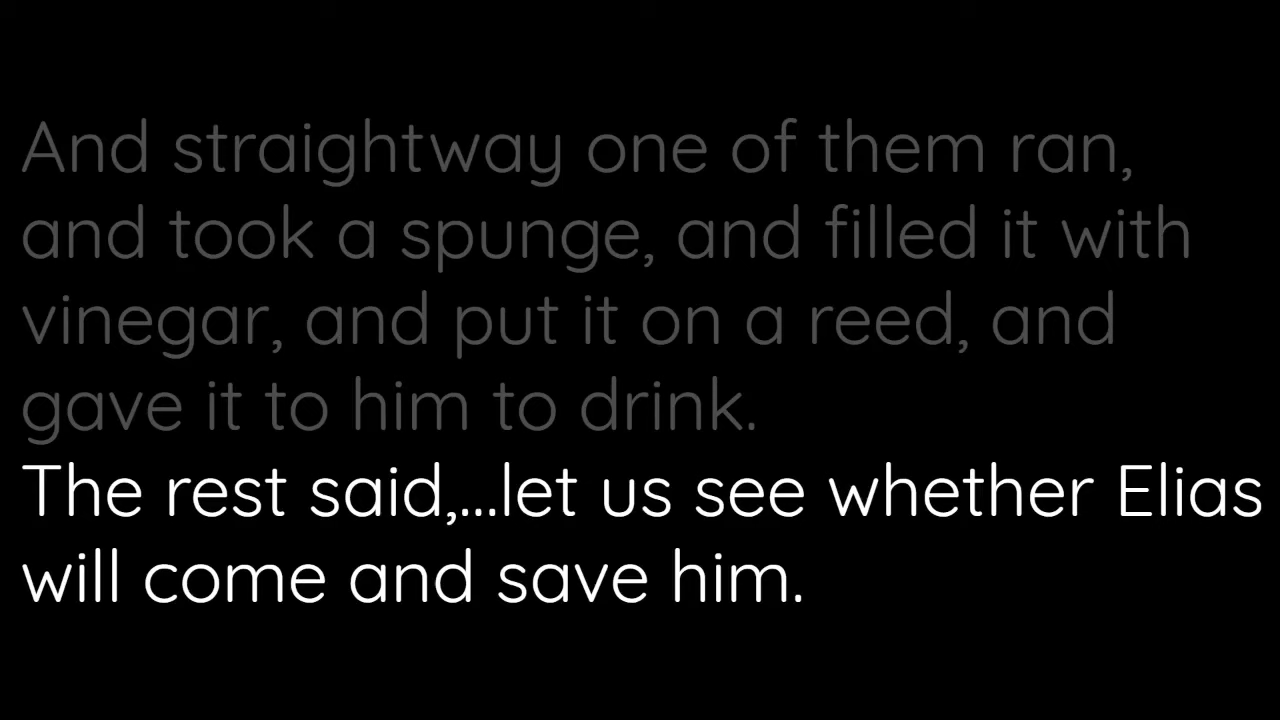 And straightway one of them ran,
and took a spunge, and filled it with
vinegar, and put it on a reed, and
gave it to him to drink.
The rest said,...let us see whether Elias
will come and save him.